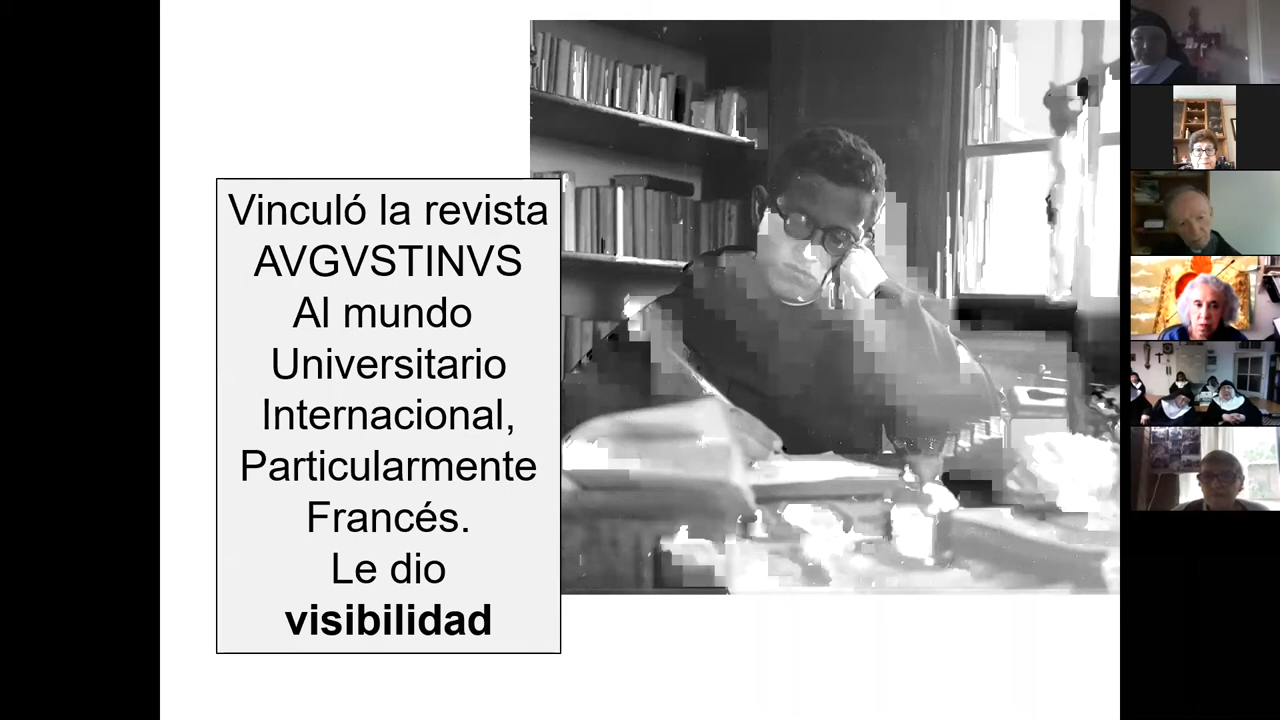 Vinculó la revista
AVGVSTINVS
Al mundo
Universitario
Internacional,
Particularmente
Francés.
Le dio
visibilidad